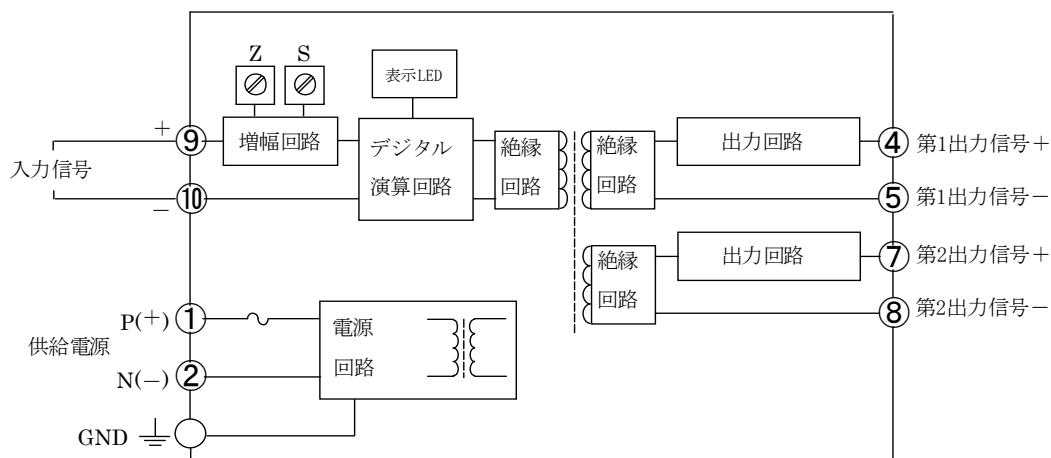 Z
S
表示LED
+
⑨
増幅回路
デジタル
演算回路
絶縁
回路
絶縁
回路
出力回路
④
第1出力信号+
入力信号
−
⑩
⑤
第1出力信号−
絶縁
回路
出力回路
⑦
第2出力信号+
⑧
第2出力信号−
P(+)
①
電源
回路
供給電源
N(−)
②
GND